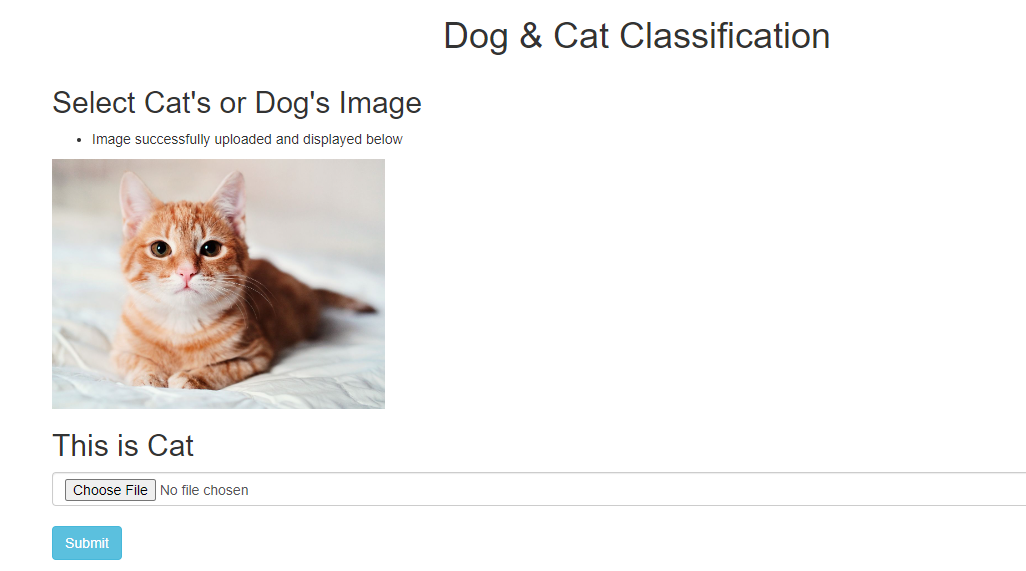 Dog & Cat Classification
Select Cat's or Dog's Image
Image successfully uploaded and displayed below
This is Cat
Choose File No file chosen
Submit